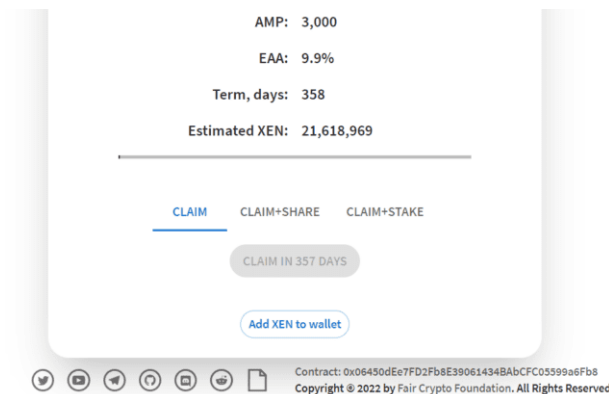 AMP: 3,000
EAA: 9.9%
Term, days: 358
Estimated XEN: 21,618,969
CLAIM CLAIM+SHARE CLAIM+STAKE
CLAIM IN 357 DAYS
Add XEN to wallet
Contract: 0x06450dEe7FD2Fb8E39061434BAbCFC05599a6Fb8
Copyright © 2022 by Fair Crypto Foundation. All Rights Reserved